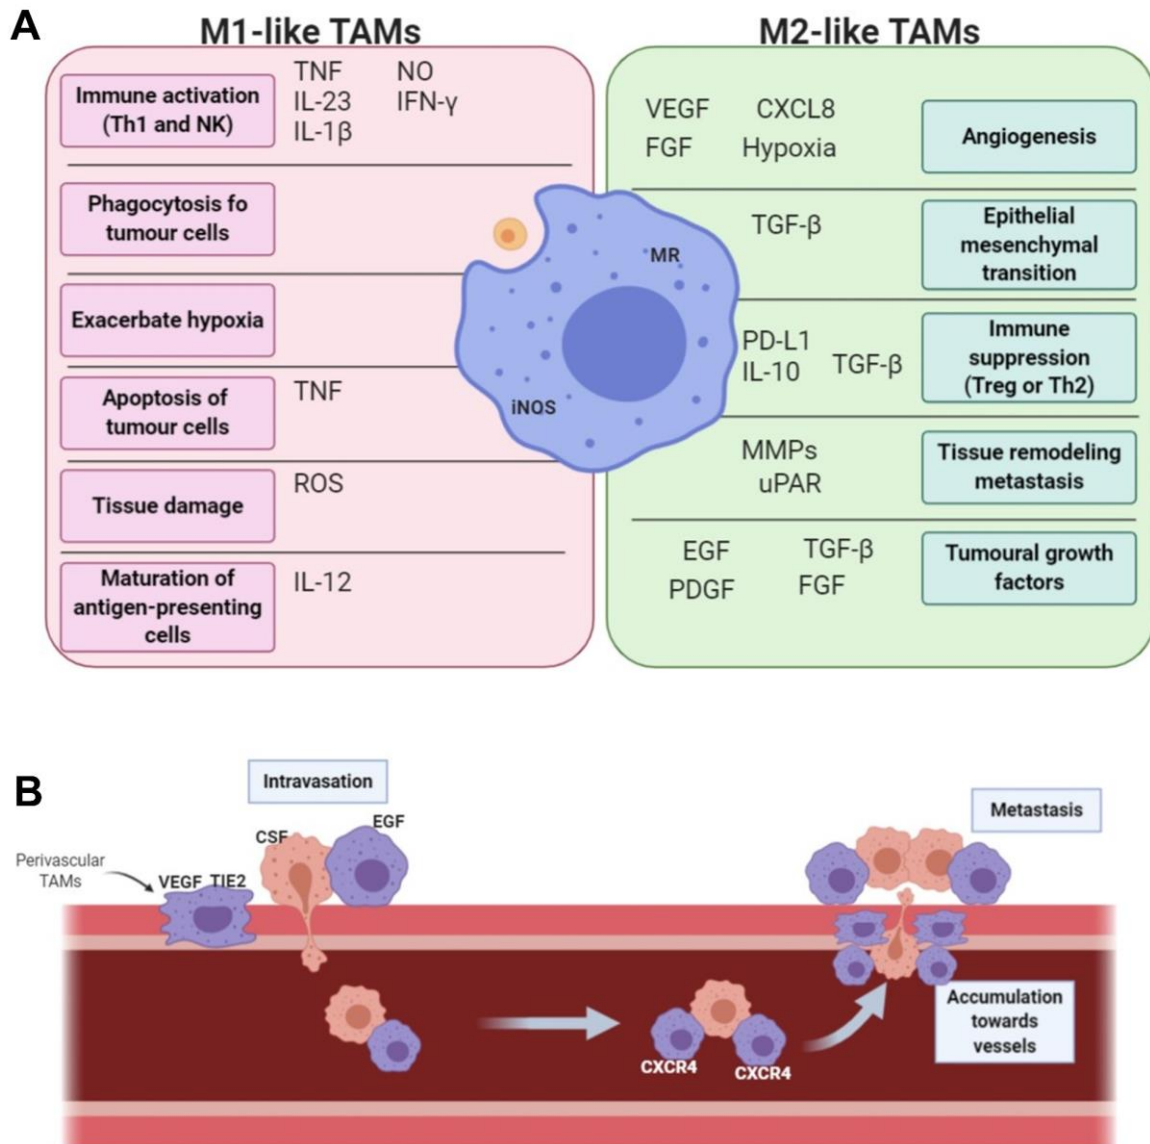 A
M1-like TAMs
M2-like TAMs
Immune activation
(Th1 and NK)
TNF NO
IL-23 IFN-γ
IL-1β
Phagocytosis fo
tumour cells
Exacerbate hypoxia
Apoptosis of
tumour cells
TNF
Tissue damage
ROS
Maturation of
antigen-presenting
cells
IL-12
MR
iNOS
VEGF CXCL8
FGF Hypoxia
Angiogenesis
TGF-β
Epithelial
mesenchymal
transition
PD-L1
IL-10 TGF-β
Immune
suppression
(Treg or Th2)
MMPs
uPAR
Tissue remodeling
metastasis
EGF TGF-β
PDGF FGF
Tumoural growth
factors
B
Intravasation
Metastasis
CSF
EGF
Perivascular
TAMs
VEGF TIE2
CXCR4
CXCR4
Accumulation
towards
vessels